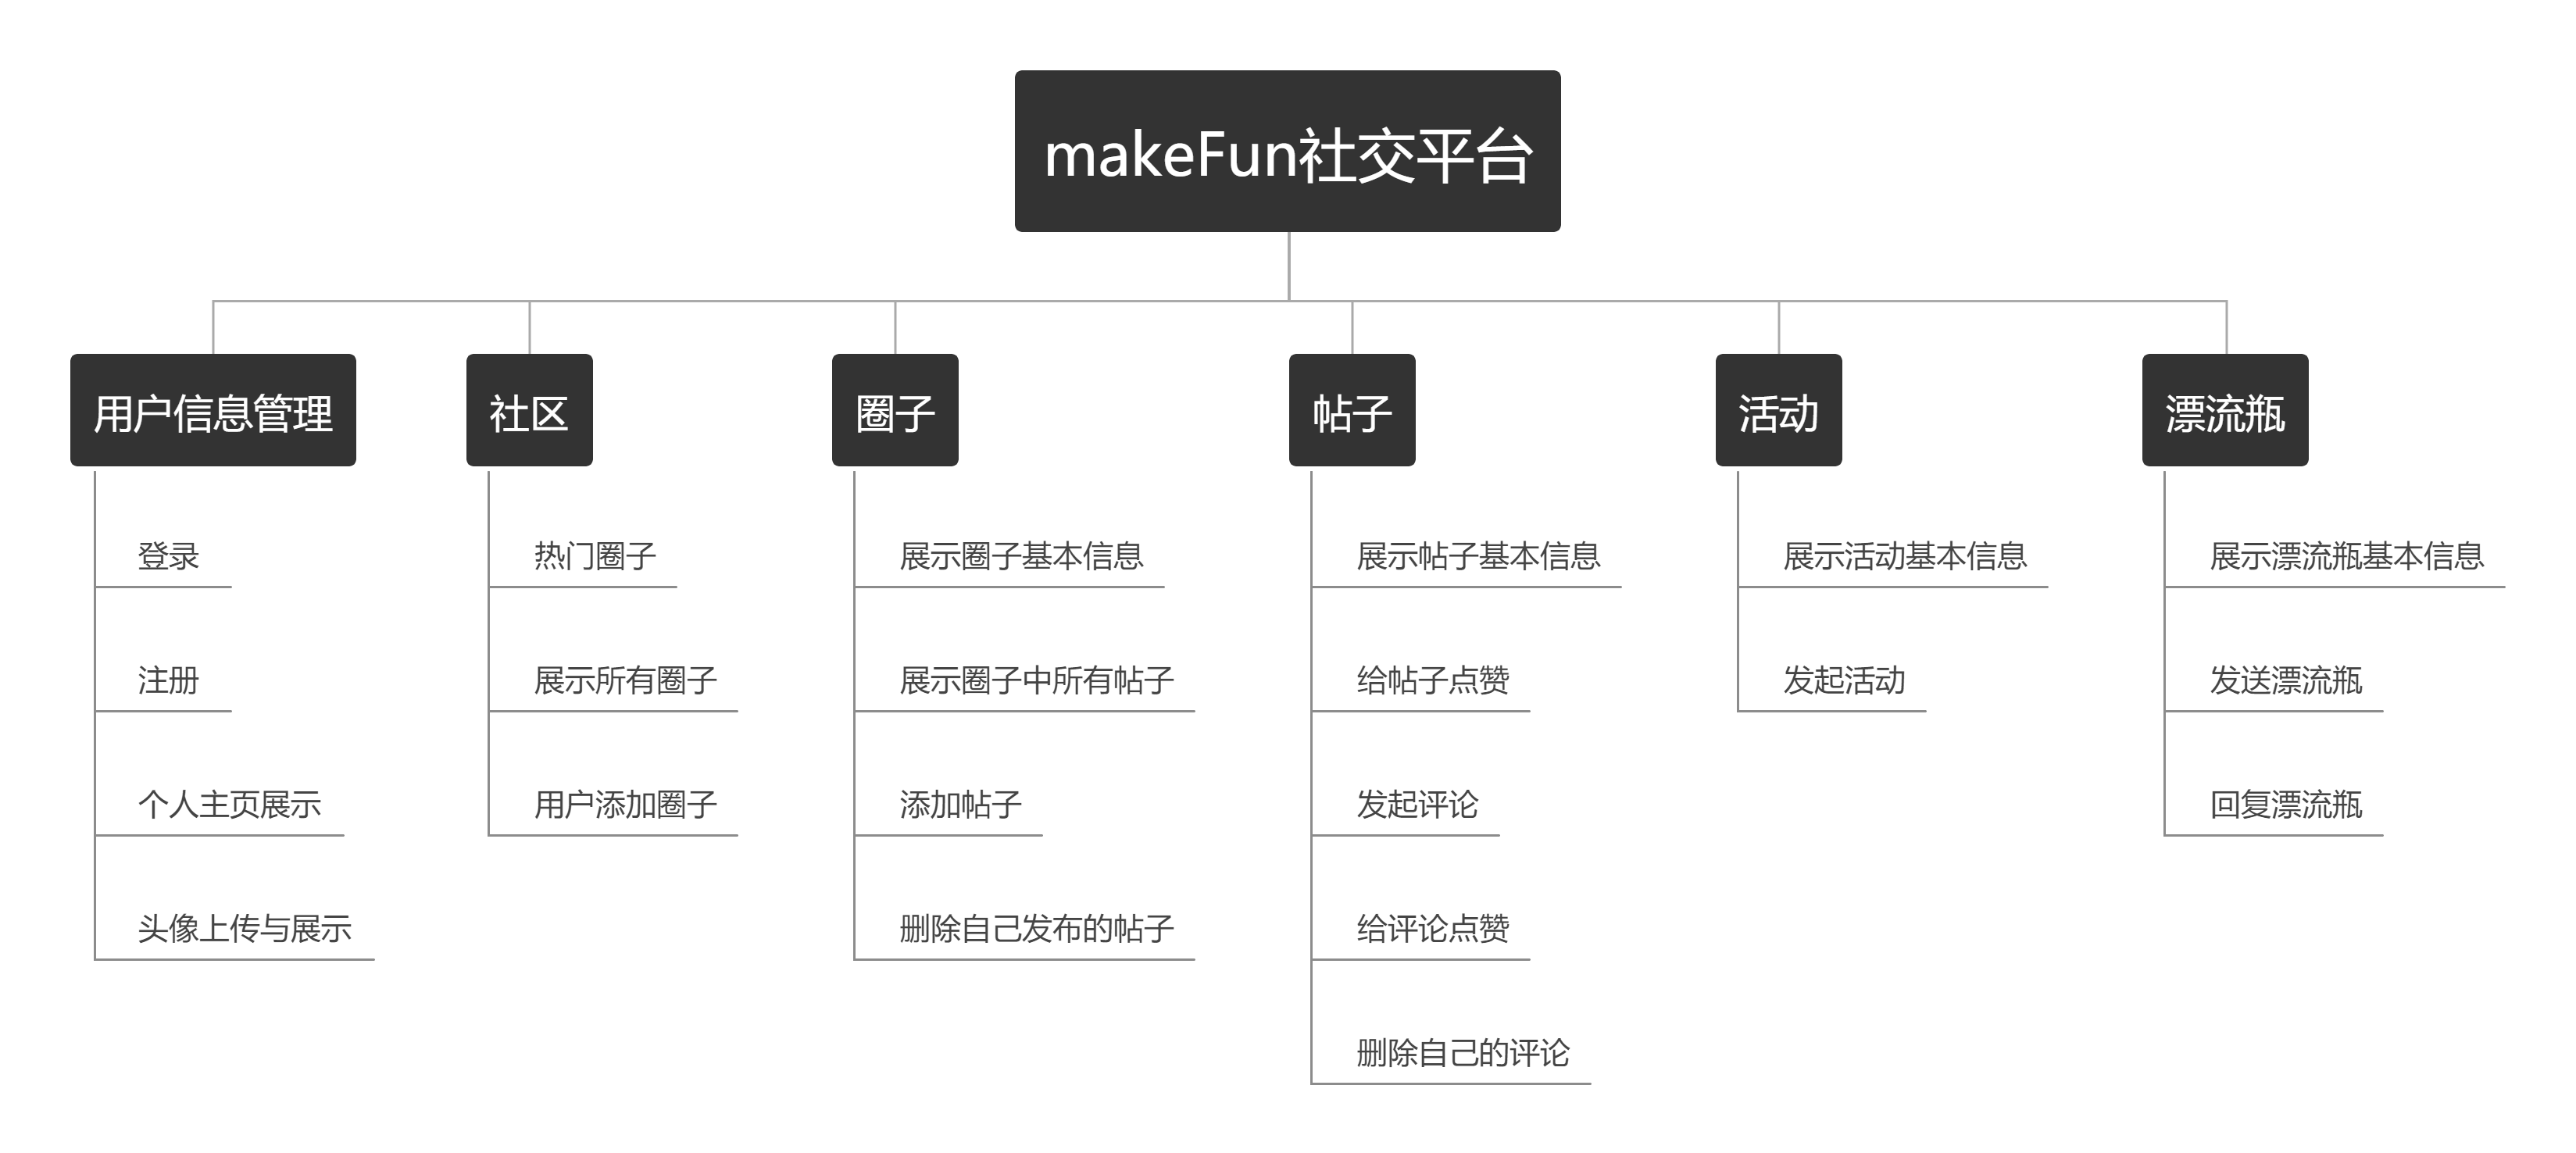 makeFun社交平台
用户信息管理
登录
注册
个人主页展示
头像上传与展示
社区
热门圈子
展示所有圈子
用户添加圈子
圈子
展示圈子基本信息
展示圈子中所有帖子
添加帖子
删除自己发布的帖子
帖子
展示帖子基本信息
给帖子点赞
发起评论
给评论点赞
删除自己的评论
活动
展示活动基本信息
发起活动
漂流瓶
展示漂流瓶基本信息
发送漂流瓶
回复漂流瓶